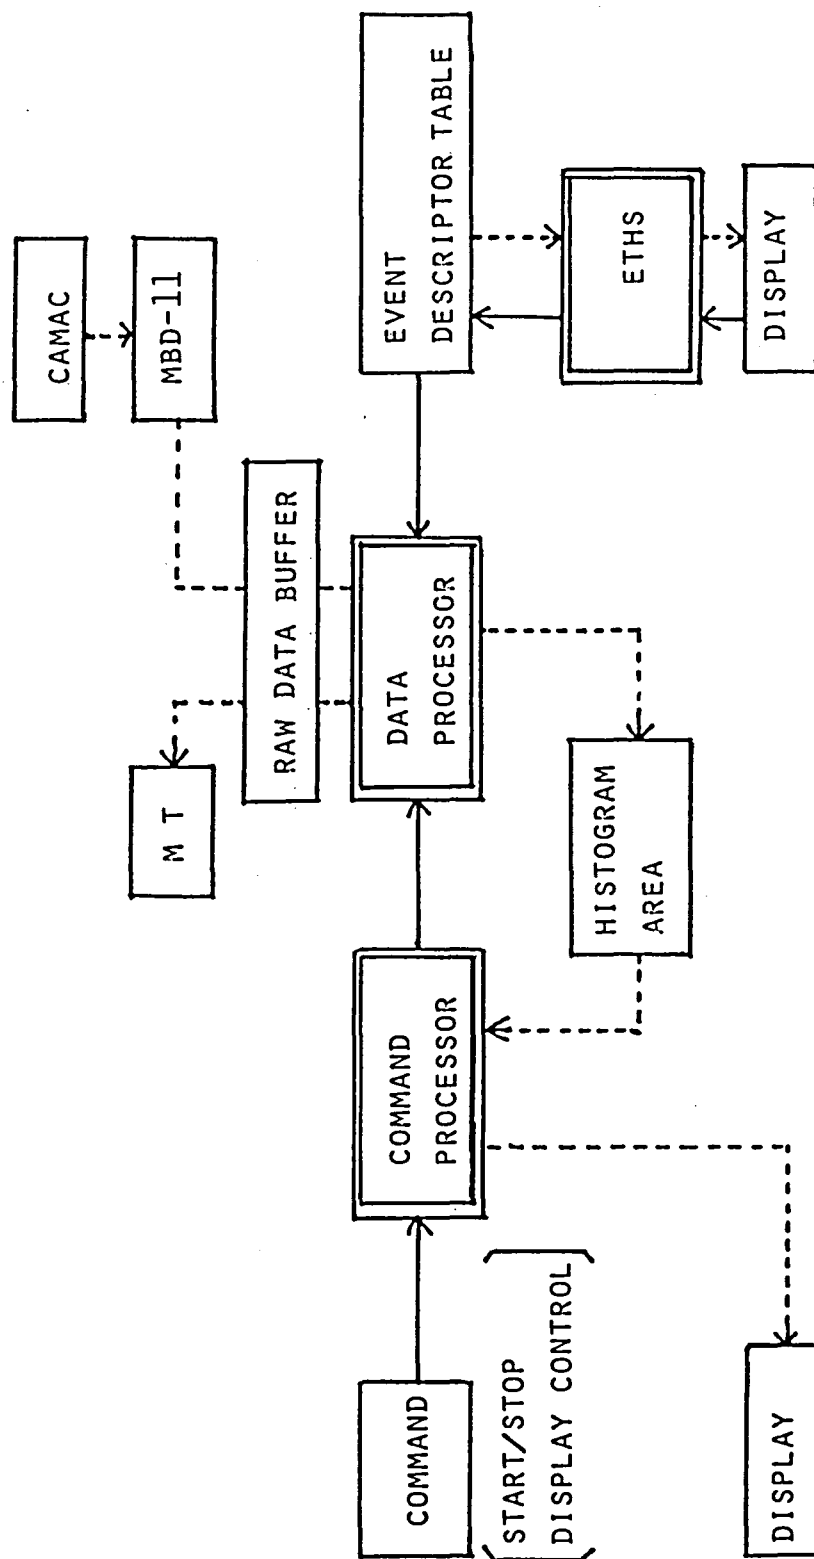 CAMAC
MBD-11
M T
RAW DATA BUFFER
COMMAND
START/STOP
DISPLAY CONTROL
COMMAND
PROCESSOR
DATA
PROCESSOR
EVENT
DESCRIPTOR TABLE
HISTOGRAM
AREA
ETHS
DISPLAY
DISPLAY